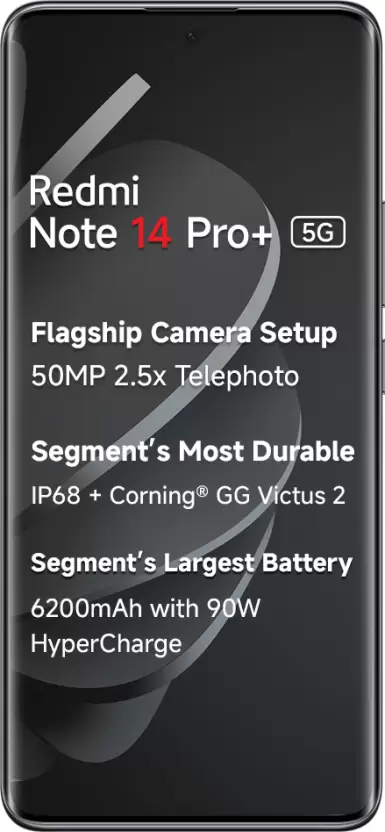 Redmi
Note 14 Pro+ 5G
Flagship Camera Setup
50MP 2.5x Telephoto
Segment's Most Durable
IP68 + Corning® GG Victus 2
Segment's Largest Battery
6200mAh with 90W
HyperCharge